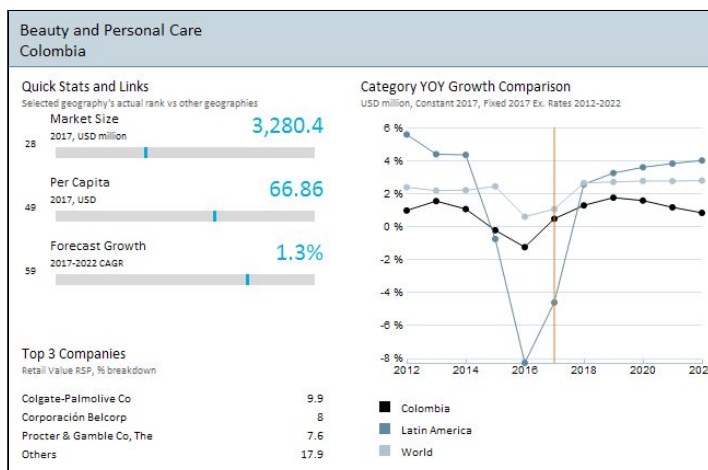 Beauty and Personal Care
Colombia
Quick Stats and Links
Selected geography's actual rank vs other geographies
Market Size
2017, USD million
3,280.4
28
Per Capita
2017, USD
66.86
49
Forecast Growth
2017-2022 CAGR
1.3%
59
Top 3 Companies
Retail Value RSP, % breakdown
Colgate-Palmolive Co 9.9
Corporación Belcorp 8
Procter & Gamble Co, The 7.6
Others 17.9
Category YOY Growth Comparison
USD million, Constant 2017, Fixed 2017 Ex. Rates 2012-2022
6 %
4 %
2 %
0 %
-2 %
-4 %
-6 %
-8 %
2012 2014 2016 2018 2020
Colombia
Latin America
World